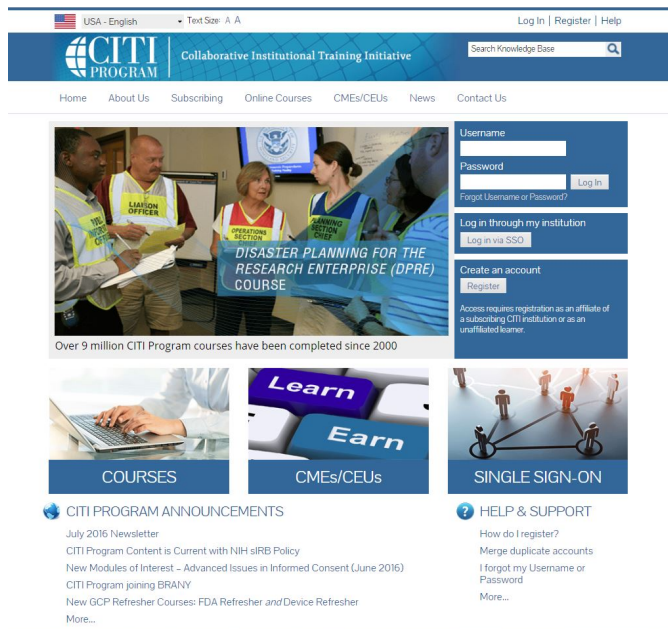 USA - English
Text Size: A A
Log In | Register | Help
CITI
PROGRAM
Collaborative Institutional Training Initiative
Search Knowledge Base
Home About Us Subscribing Online Courses CMEs/CEUs News Contact Us
LIAISON
OFFICER
OPERATIONS
SECTION
PLANNING
SECTION
CHIEF
DISASTER PLANNING FOR THE
RESEARCH ENTERPRISE (DPRE)
COURSE
Over 9 million CITI Program courses have been completed since 2000
Username
Password
Log In
Forgot Username or Password?
Log in through my institution
Log in via SSO
Create an account
Register
Access requires registration as an affiliate of
a subscribing CITI institution or as an
unaffiliated learner.
Learn
Earn
COURSES
CMEs/CEUs
SINGLE SIGN-ON
CITI PROGRAM ANNOUNCEMENTS
July 2016 Newsletter
CITI Program Content is Current with NIH sIRB Policy
New Modules of Interest – Advanced Issues in Informed Consent (June 2016)
CITI Program joining BRANY
New GCP Refresher Courses: FDA Refresher and Device Refresher
More...
HELP & SUPPORT
How do I register?
Merge duplicate accounts
I forgot my Username or
Password
More...